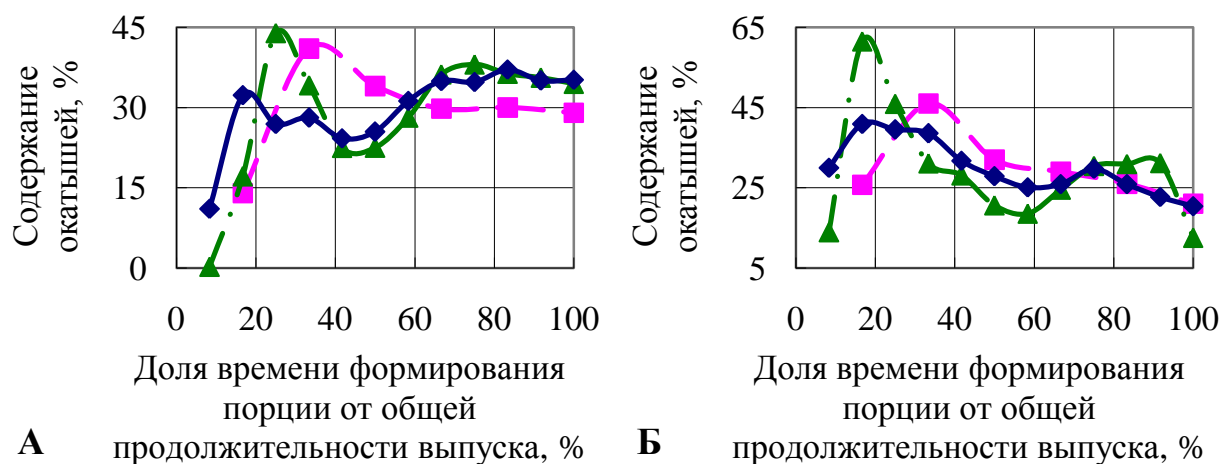 Содержание
окатышей, %
45
30
15
0
0 20 40 60 80 100
Доля времени формирования
порции от общей
продолжительности выпуска, %
А
Содержание
окатышей, %
65
45
25
5
0 20 40 60 80 100
Доля времени формирования
порции от общей
продолжительности выпуска, %
Б